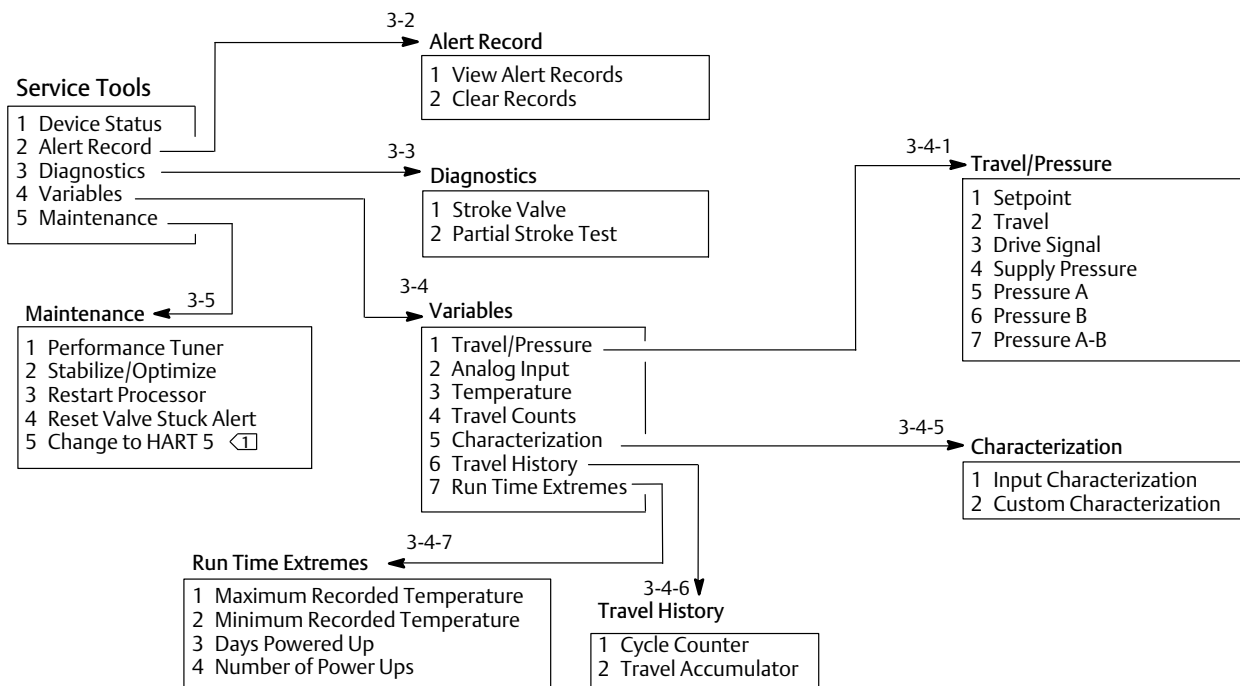 3-2
Alert Record
1 View Alert Records
2 Clear Records
Service Tools
1 Device Status
2 Alert Record
3 Diagnostics
4 Variables
5 Maintenance
3-3
Diagnostics
1 Stroke Valve
2 Partial Stroke Test
3-4-1
Travel/Pressure
1 Setpoint
2 Travel
3 Drive Signal
4 Supply Pressure
5 Pressure A
6 Pressure B
7 Pressure A-B
3-5
Maintenance
1 Performance Tuner
2 Stabilize/Optimize
3 Restart Processor
4 Reset Valve Stuck Alert
5 Change to HART 5 1
3-4
Variables
1 Travel/Pressure
2 Analog Input
3 Temperature
4 Travel Counts
5 Characterization
6 Travel History
7 Run Time Extremes
3-4-5
Characterization
1 Input Characterization
2 Custom Characterization
3-4-7
Run Time Extremes
1 Maximum Recorded Temperature
2 Minimum Recorded Temperature
3 Days Powered Up
4 Number of Power Ups
3-4-6
Travel History
1 Cycle Counter
2 Travel Accumulator